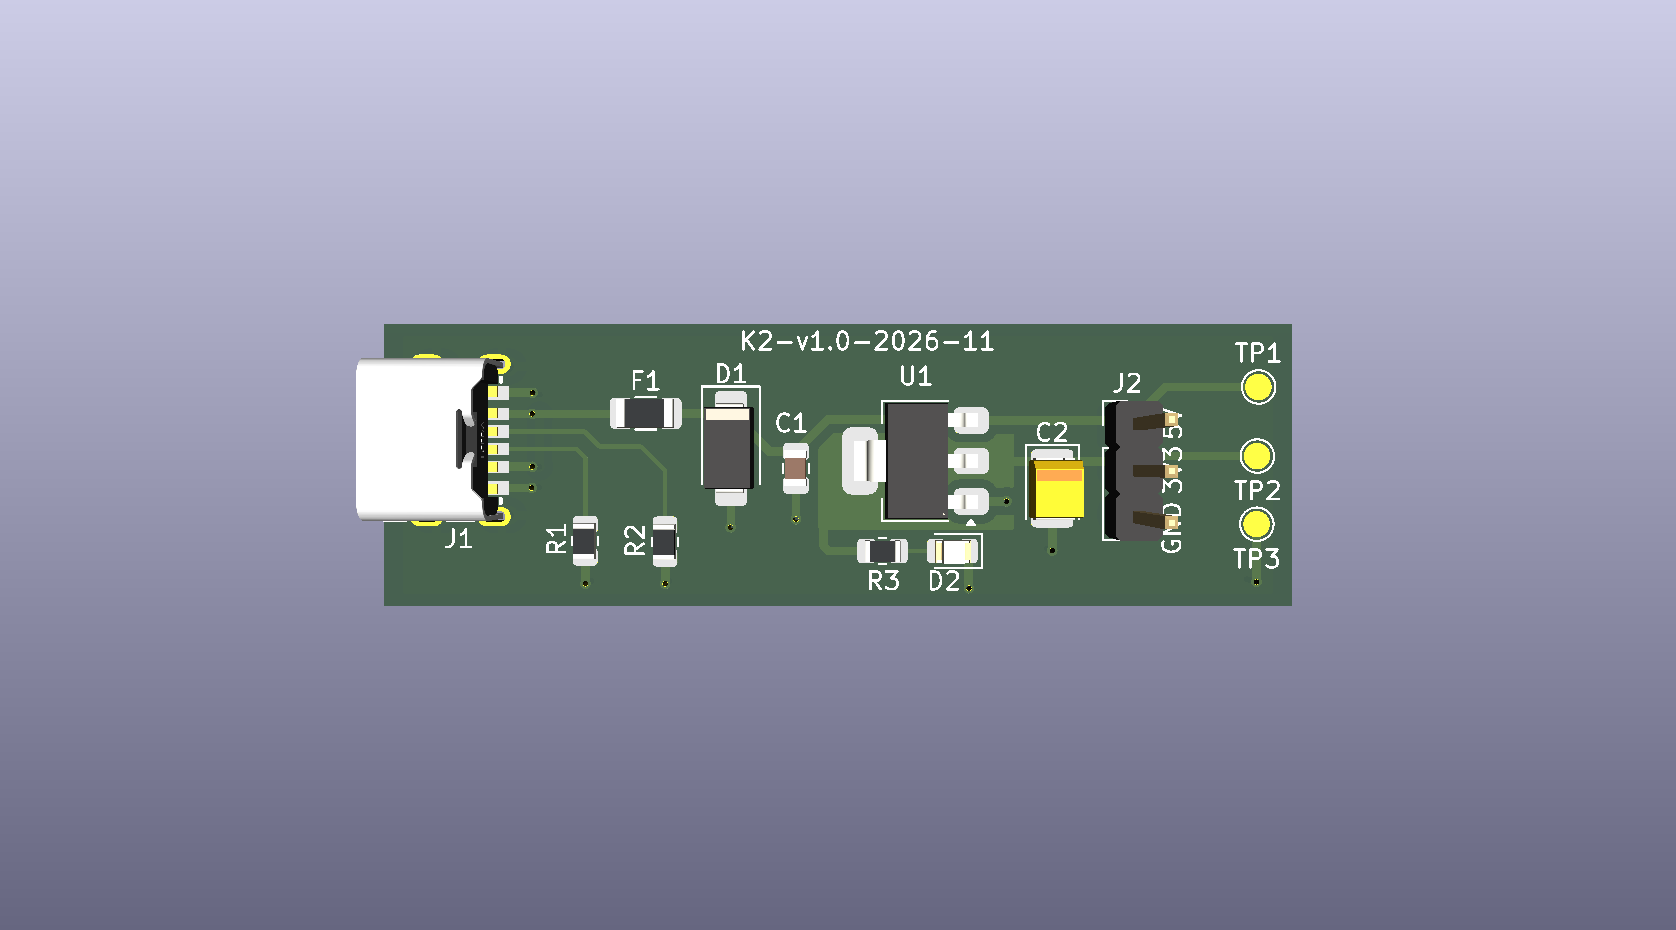 K2-v1.0-2026-11
TP1
D1
U1
F1
J2
C1
5V
C2
3V3
TP2
J1
R1
R2
GND
TP3
R3
D2